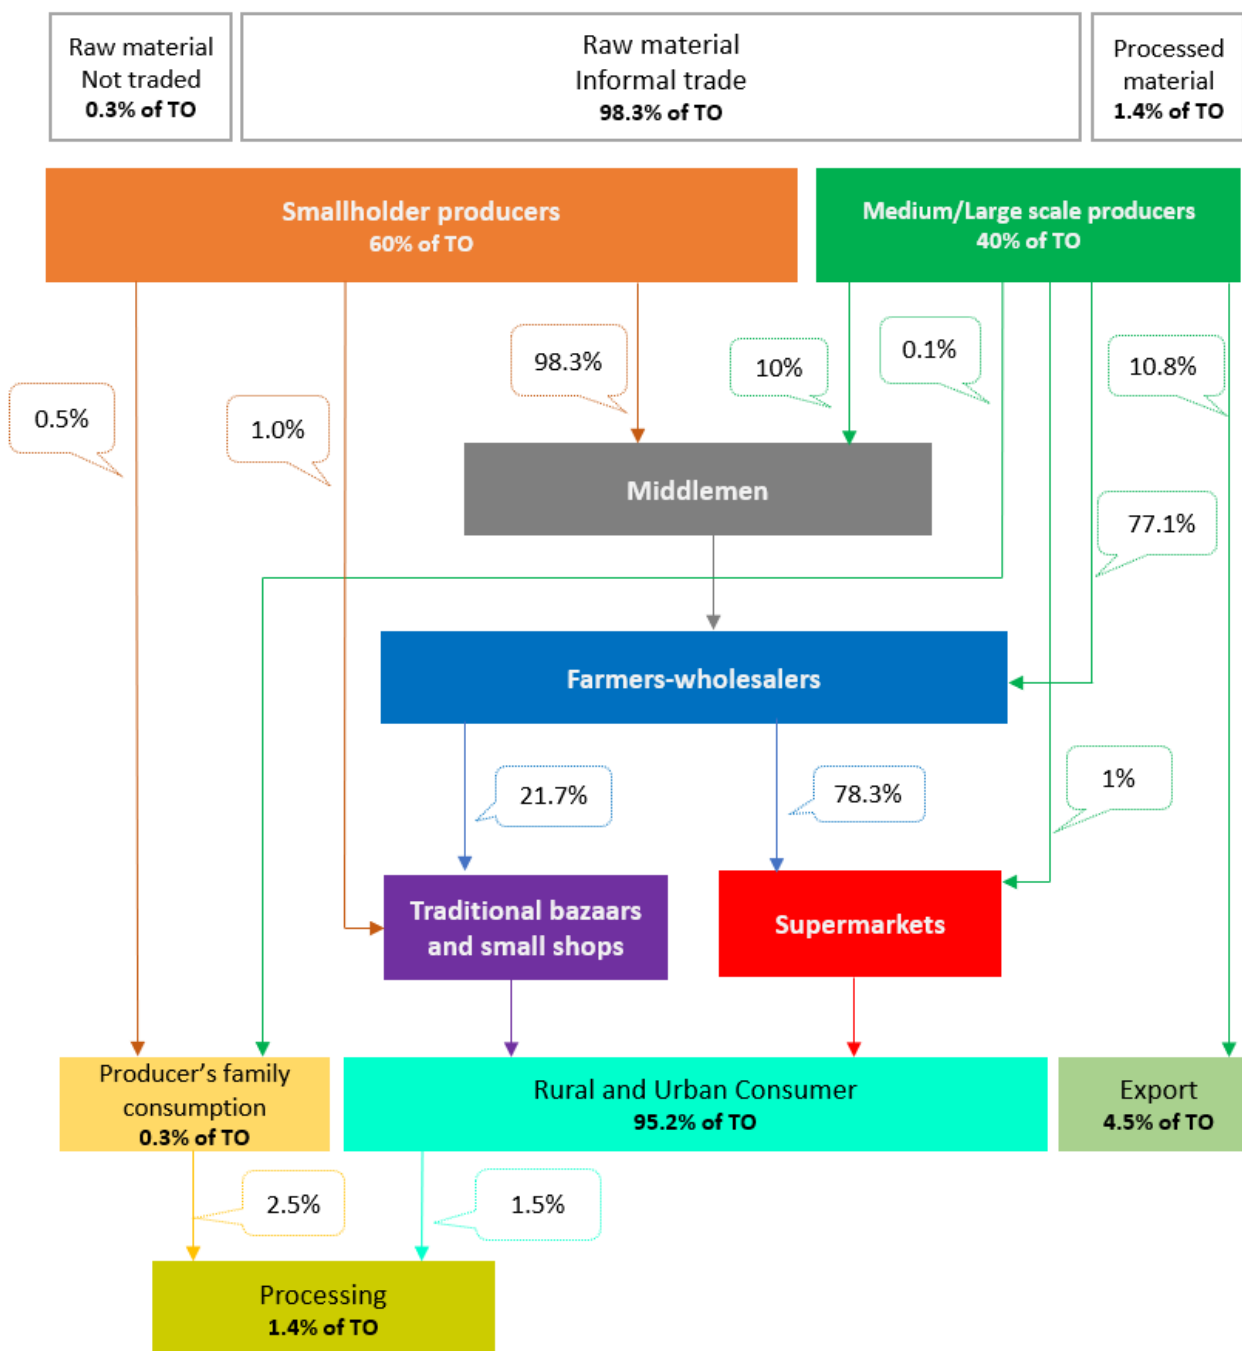 Raw material
Not traded
0.3% of TO
Raw material
Informal trade
98.3% of TO
Processed
material
1.4% of TO
Smallholder producers
60% of TO
Medium/Large scale producers
40% of TO
98.3%
10%
0.1%
10.8%
0.5%
1.0%
Middlemen
77.1%
Farmers-wholesalers
21.7%
78.3%
1%
Traditional bazaars
and small shops
Supermarkets
Producer’s family
consumption
0.3% of TO
Rural and Urban Consumer
95.2% of TO
Export
4.5% of TO
2.5%
1.5%
Processing
1.4% of TO